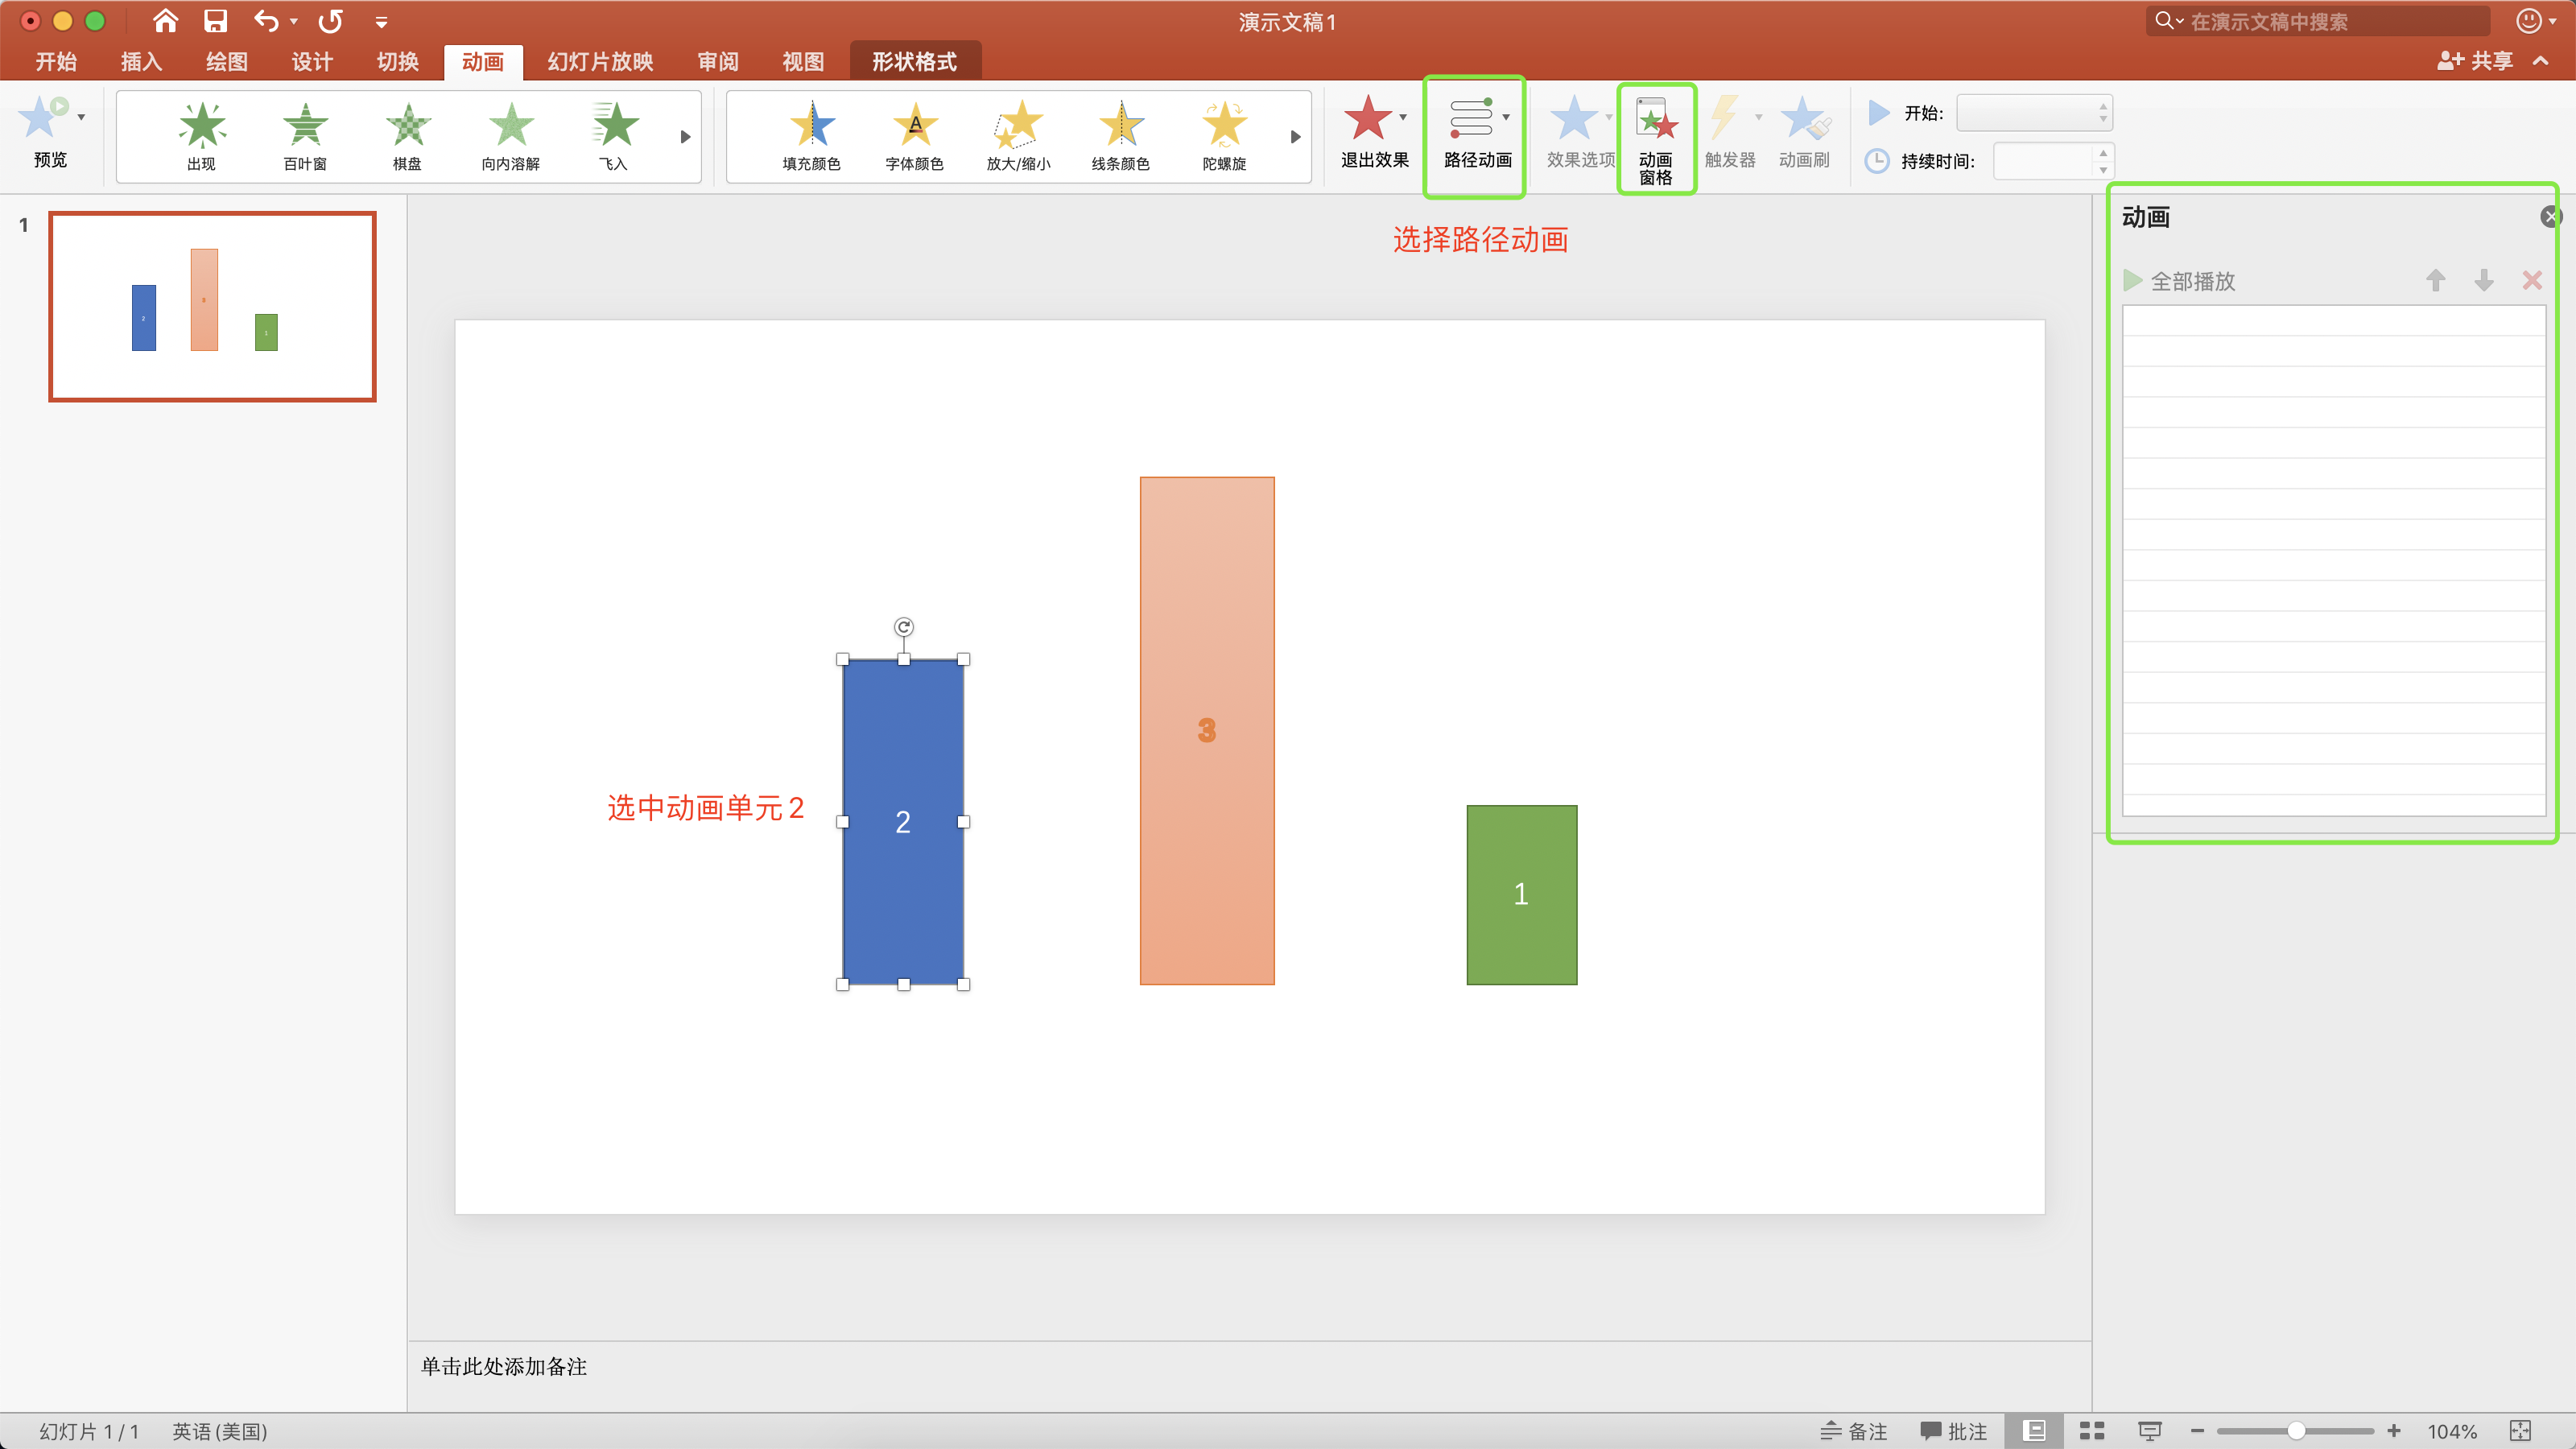 演示文稿1
在演示文稿中搜索
开始 插入 绘图 设计 切换 动画 幻灯片放映 审阅 视图 形状格式 共享
预览
出现 百叶窗 棋盘 向内溶解 飞入
填充颜色 字体颜色 放大/缩小 线条颜色 陀螺旋
退出效果 路径动画 效果选项 动画窗格 触发器 动画刷
开始:
持续时间:
1
2
3
1
选择路径动画
选中动画单元2
2
3
1
动画
全部播放
单击此处添加备注
幻灯片 1 / 1 英语 (美国) 备注 批注 104%